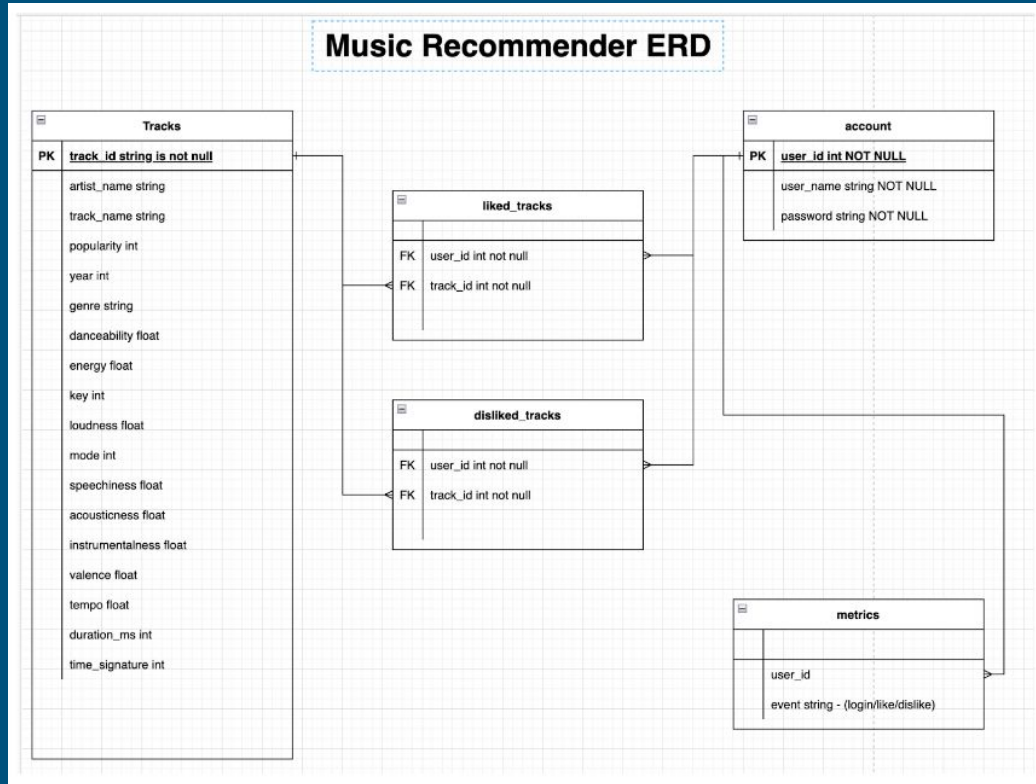 Music Recommender ERD
Tracks
PK track_id string is not null
artist_name string
track_name string
popularity int
year int
genre string
danceability float
energy float
key int
loudness float
mode int
speechiness float
acousticness float
instrumentalness float
valence float
tempo float
duration_ms int
time_signature int
liked_tracks
FK user_id int not null
FK track_id int not null
disliked_tracks
FK user_id int not null
FK track_id int not null
account
PK user_id int NOT NULL
user_name string NOT NULL
password string NOT NULL
metrics
user_id
event string - (login/like/dislike)